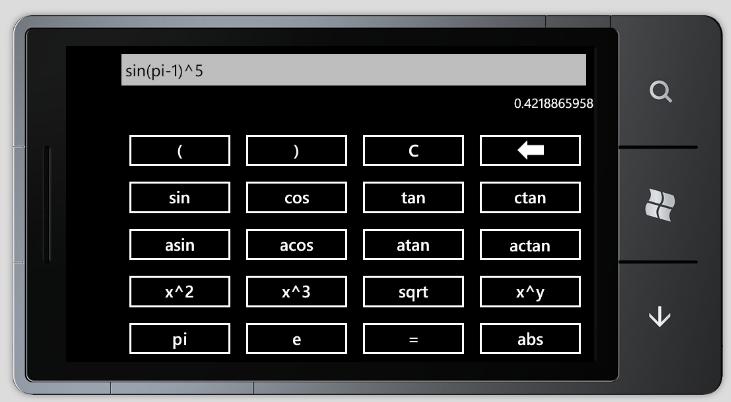 sin(pi-1)^5
0.4218865958
( ) C
sin cos tan ctan
asin acos atan actan
x^2 x^3 sqrt x^y
pi e = abs